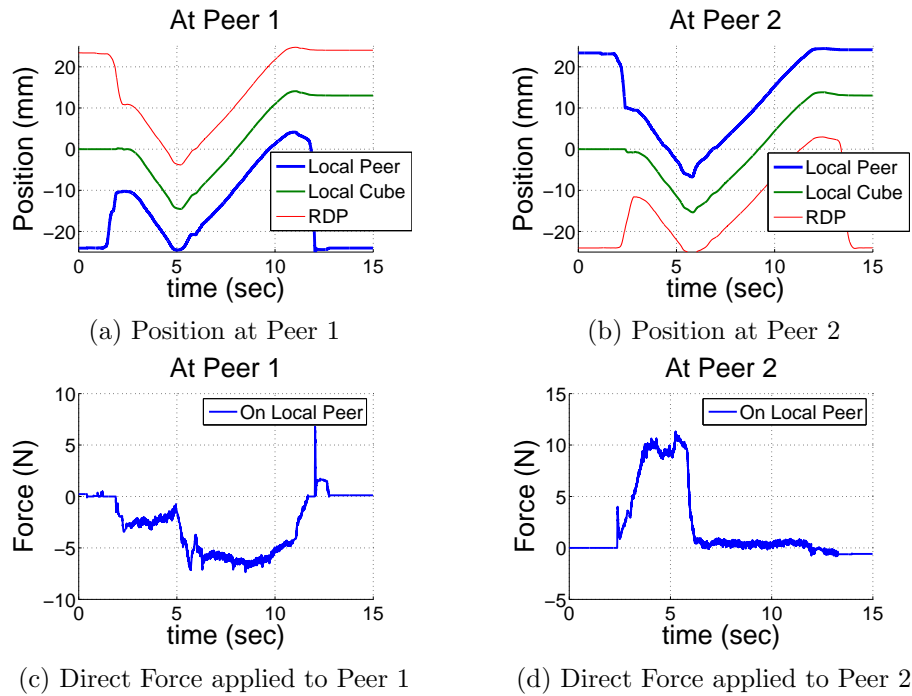 At Peer 1
Position (mm)
20
10
0
−10
−20
0
5
10
15
time (sec)
Local Peer
Local Cube
RDP
(a) Position at Peer 1
At Peer 2
Position (mm)
20
10
0
−10
−20
0
5
10
15
time (sec)
Local Peer
Local Cube
RDP
(b) Position at Peer 2
At Peer 1
Force (N)
10
5
0
−5
−10
0
5
10
15
time (sec)
On Local Peer
(c) Direct Force applied to Peer 1
At Peer 2
Force (N)
15
10
5
0
−5
0
5
10
15
time (sec)
On Local Peer
(d) Direct Force applied to Peer 2